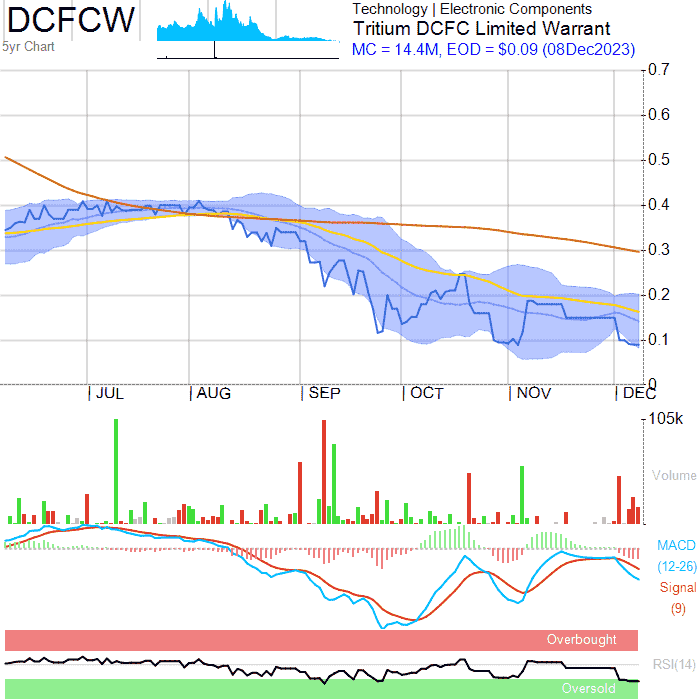 DCFCW
5yr Chart
Technology | Electronic Components
Tritium DCFC Limited Warrant
MC = 14.4M, EOD = $0.09 (08Dec2023)
0.7
0.6
0.5
0.4
0.3
0.2
0.1
0
JUL AUG SEP OCT NOV DEC
105k
Volume
MACD
(12-26)
Signal
(9)
Overbought
RSI(14)
Oversold